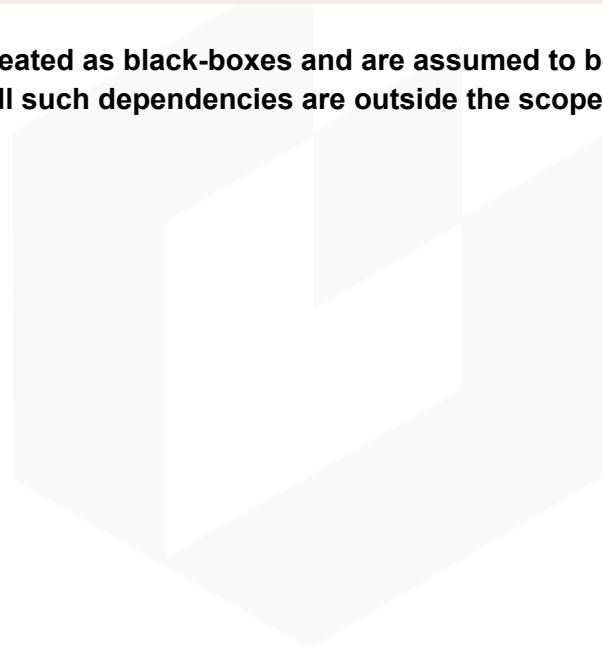 eated as black-boxes and are assumed to b
ll such dependencies are outside the scope